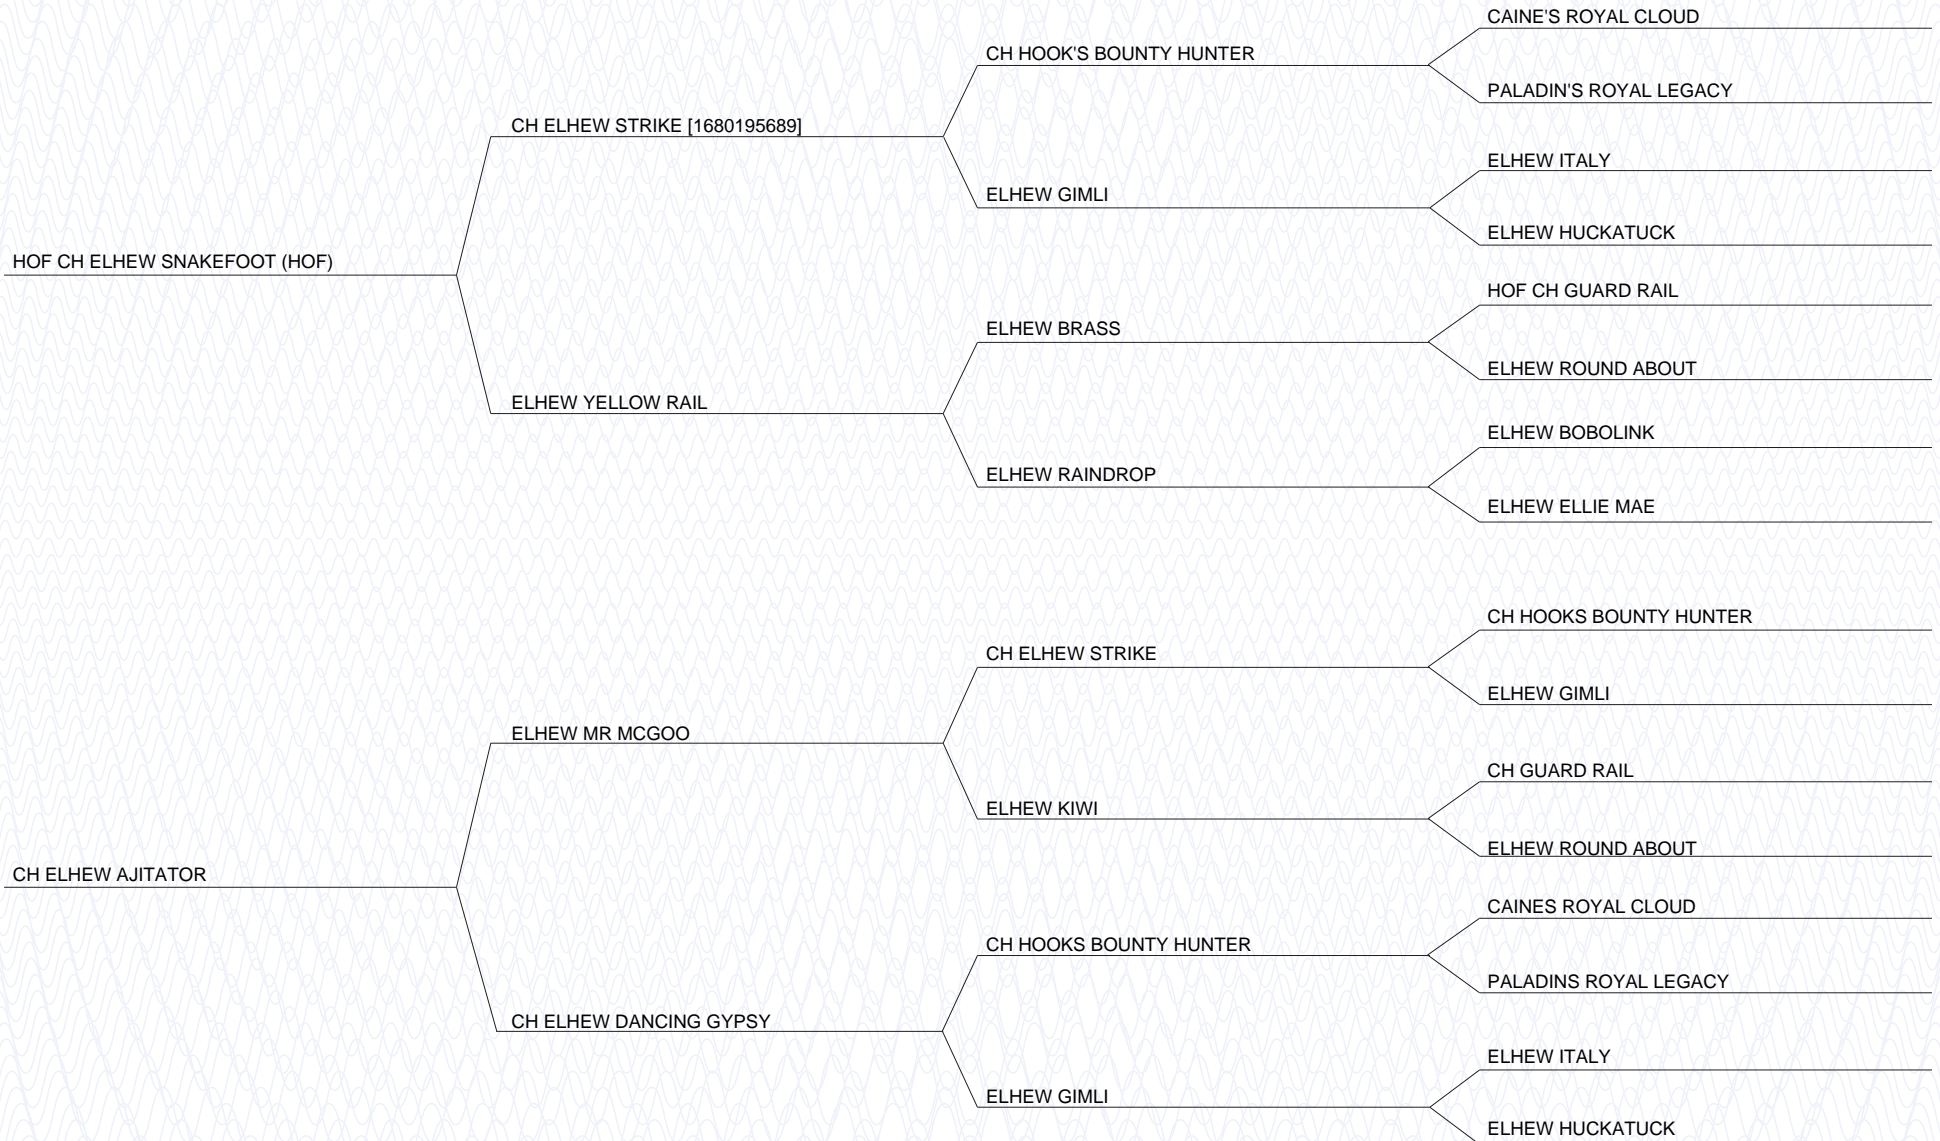 CAINE'S ROYAL CLOUD
CH HOOK'S BOUNTY HUNTER
PALADIN'S ROYAL LEGACY
CH ELHEW STRIKE [1680195689]
ELHEW ITALY
ELHEW GIMLI
ELHEW HUCKATUCK
HOF CH ELHEW SNAKEFOOT (HOF)
HOF CH GUARD RAIL
ELHEW BRASS
ELHEW ROUND ABOUT
ELHEW YELLOW RAIL
ELHEW BOBOLINK
ELHEW RAINDROP
ELHEW ELLIE MAE
CH HOOKS BOUNTY HUNTER
CH ELHEW STRIKE
ELHEW GIMLI
ELHEW MR MCGOO
CH GUARD RAIL
ELHEW KIWI
ELHEW ROUND ABOUT
CH ELHEW AJITATOR
CAINES ROYAL CLOUD
CH HOOKS BOUNTY HUNTER
PALADINS ROYAL LEGACY
CH ELHEW DANCING GYPSY
ELHEW ITALY
ELHEW GIMLI
ELHEW HUCKATUCK